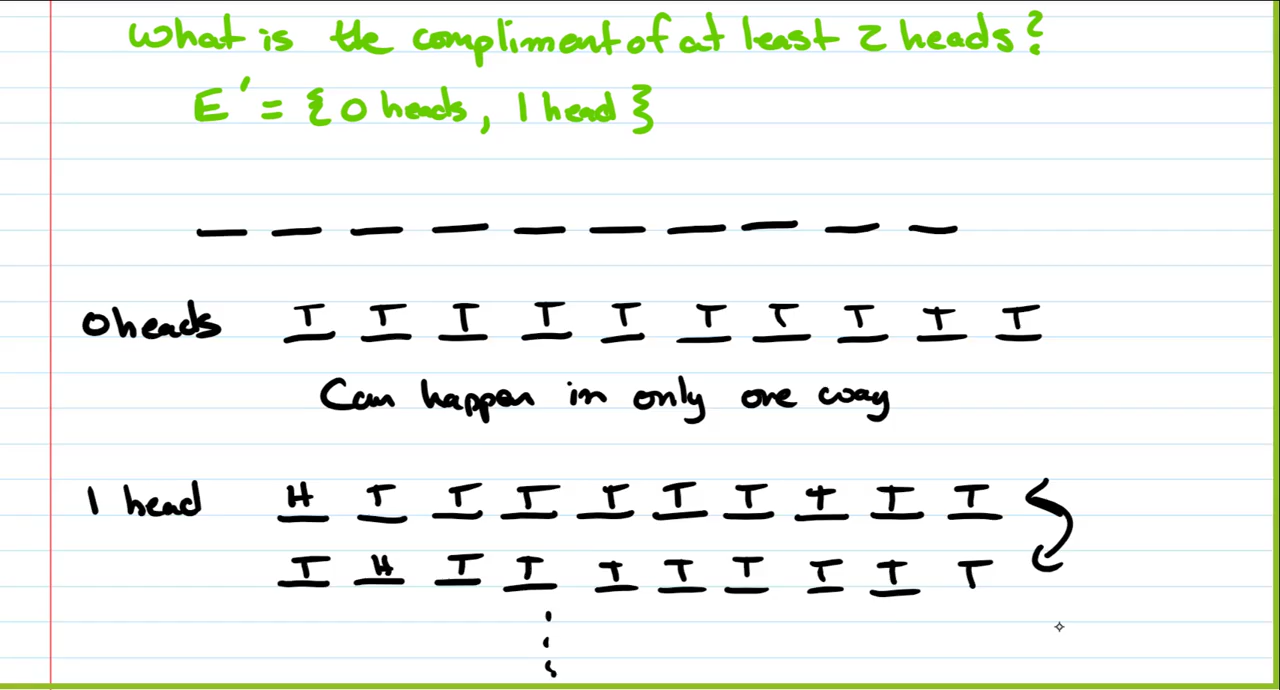 What is the compliment of at least 2 heads?
E' = { 0 heads, 1 head }
0 heads T T T T T T T T T T
Can happen in only one way
1 head H T T T T T T T T T
T H T T T T T T T T